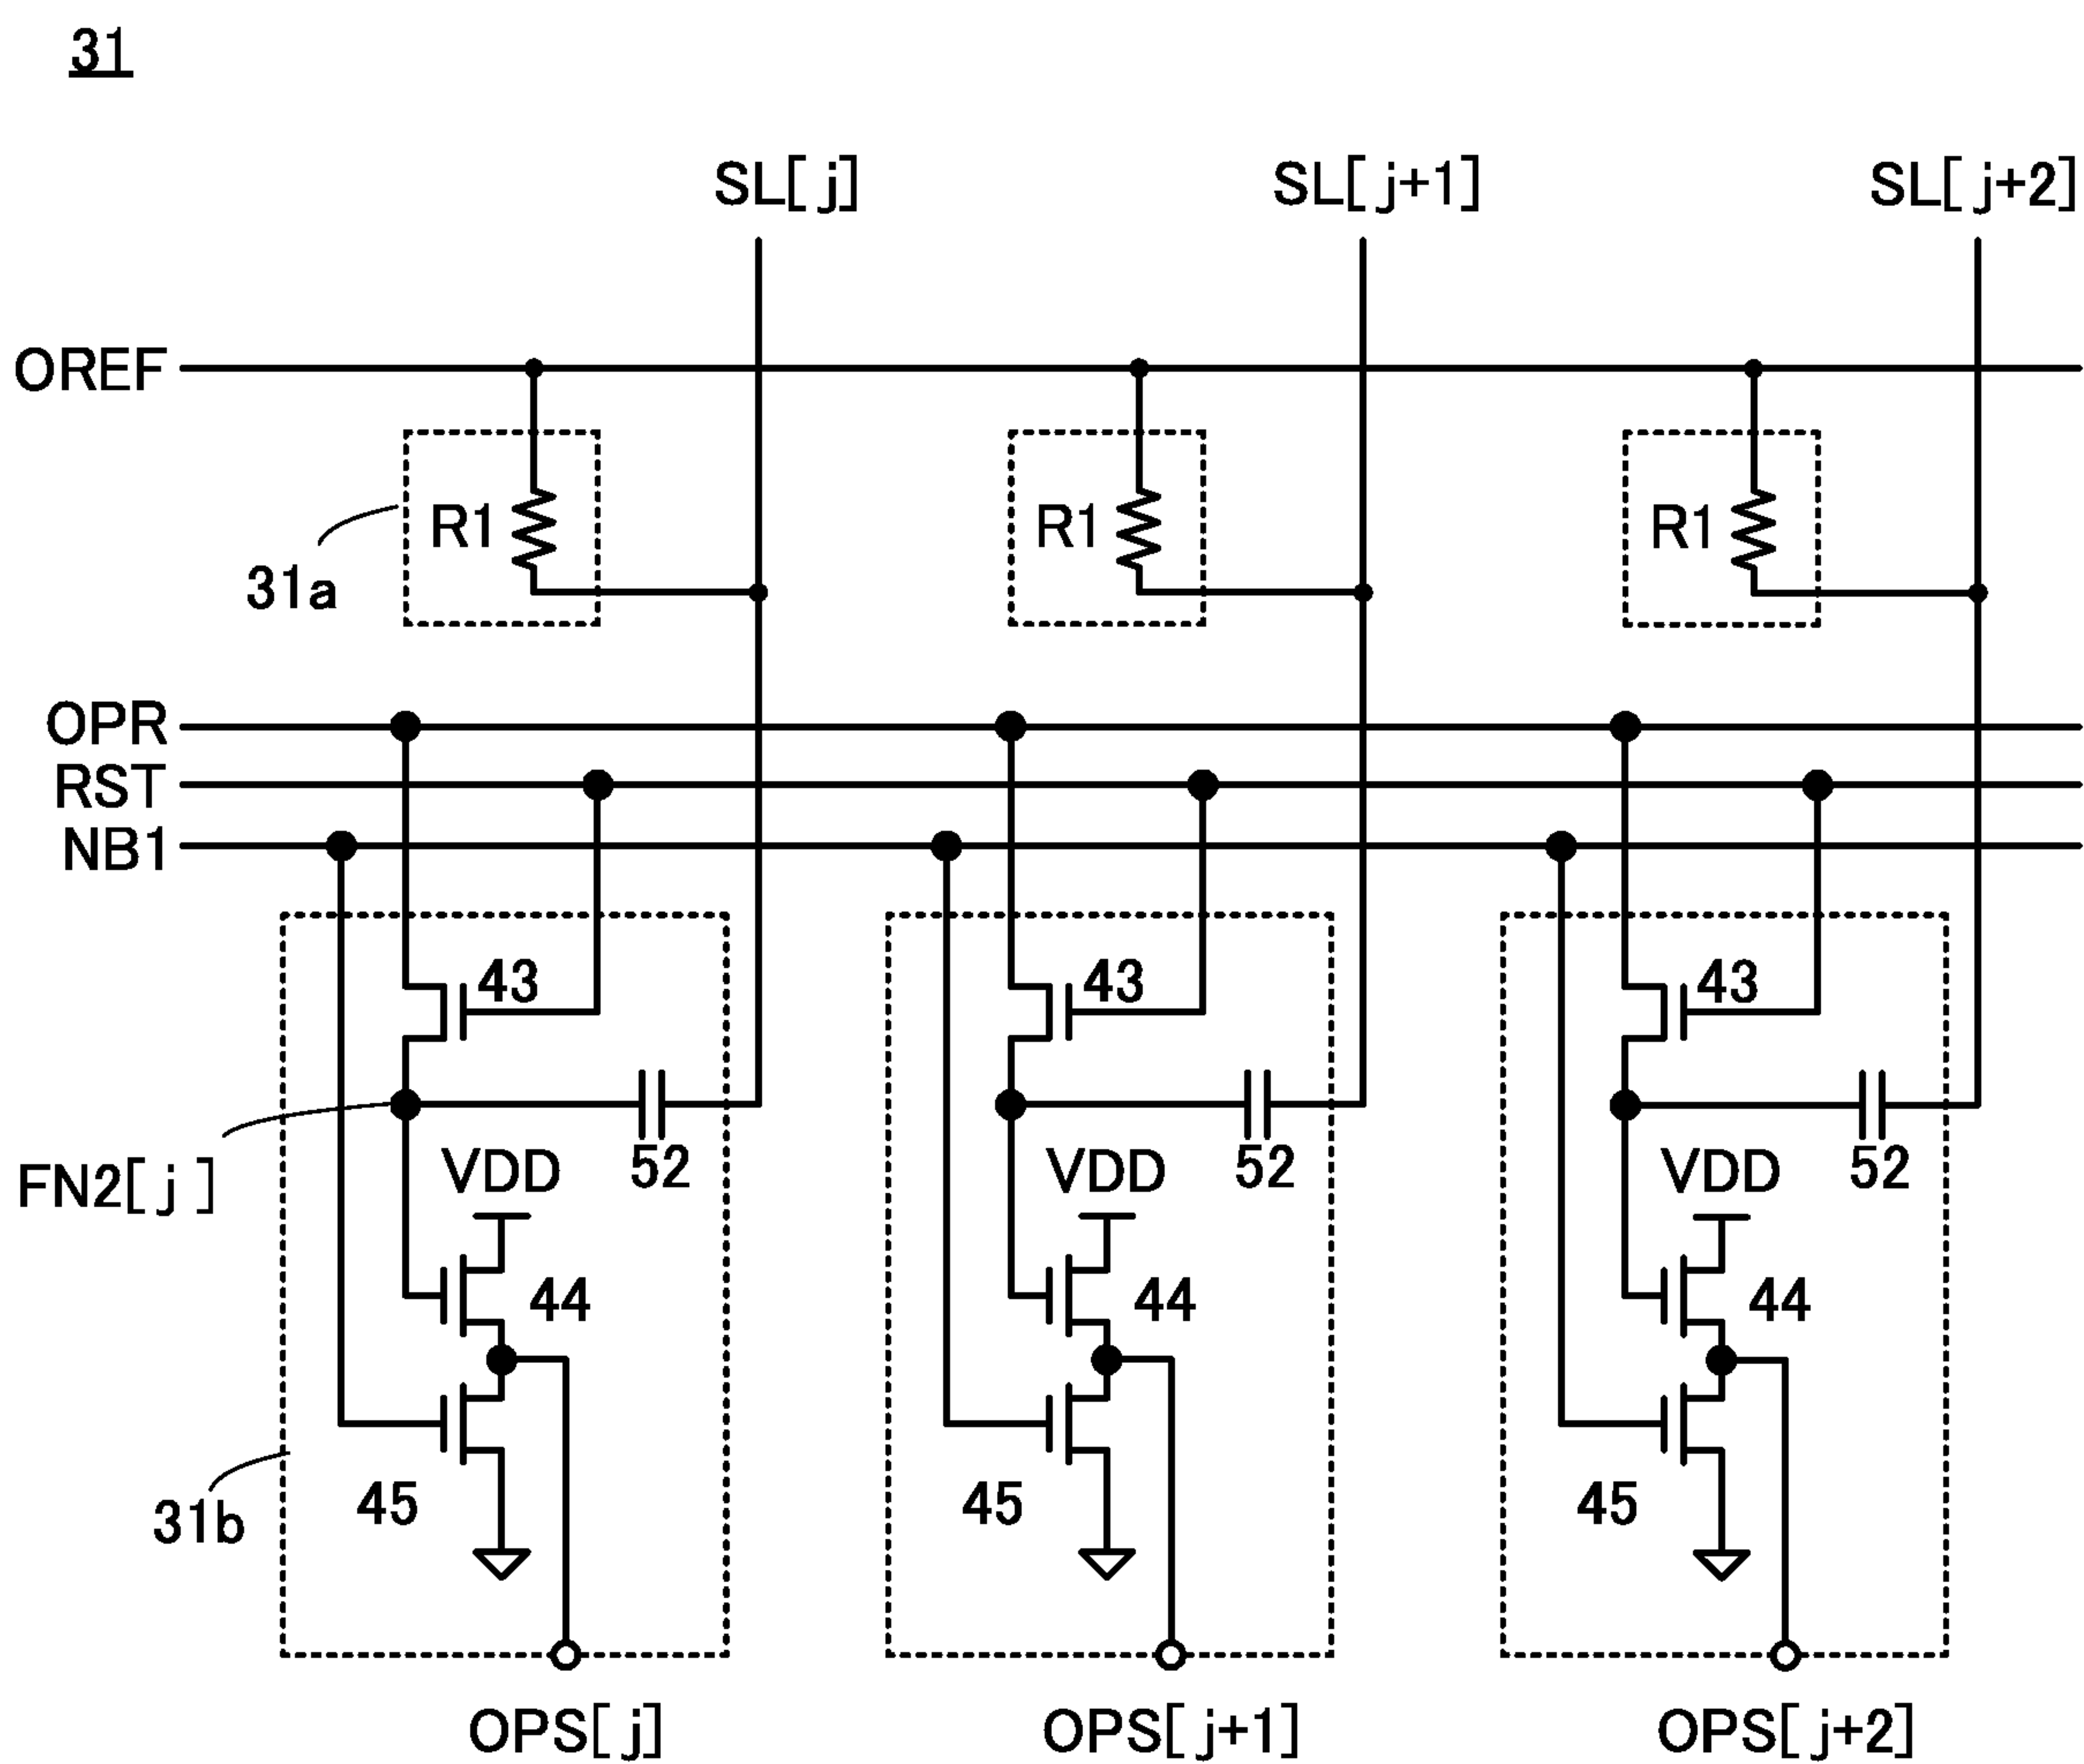 31
SL[j] SL[j+1] SL[j+2]
OREF
R1 R1 R1
31a
OPR
RST
NB1
43 43 43
FN2[j] VDD 52 VDD 52 VDD 52
44 44 44
31b 45 45 45
OPS[j] OPS[j+1] OPS[j+2]